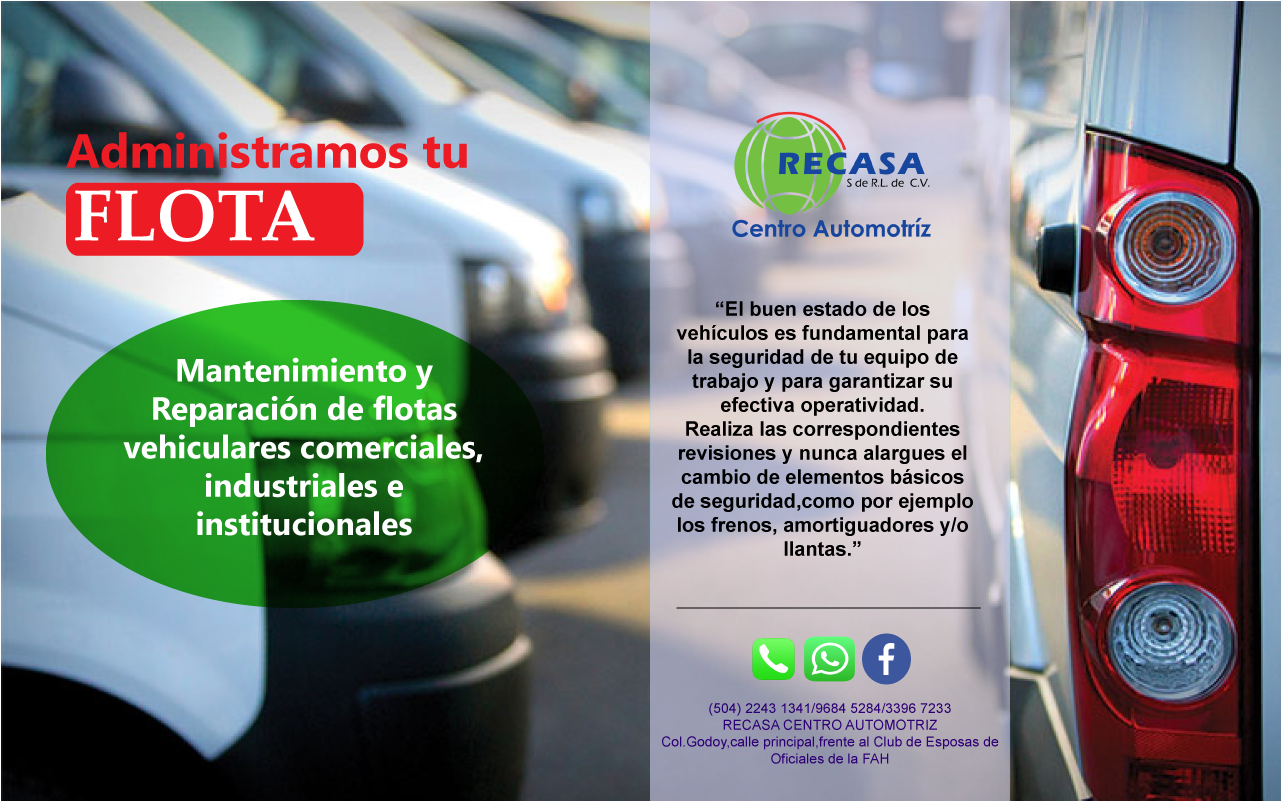 Administramos tu
FLOTA
Mantenimiento y
Reparación de flotas
vehiculares comerciales,
industriales e
institucionales
RECASA
S de R.L. de C.V.
Centro Automotríz
“El buen estado de los
vehículos es fundamental para
la seguridad de tu equipo de
trabajo y para garantizar su
efectiva operatividad.
Realiza las correspondientes
revisiones y nunca alargues el
cambio de elementos básicos
de seguridad,como por ejemplo
los frenos, amortiguadores y/o
llantas.”
(504) 2243 1341/9684 5284/3396 7233
RECASA CENTRO AUTOMOTRIZ
Col.Godoy,calle principal,frente al Club de Esposas de
Oficiales de la FAH